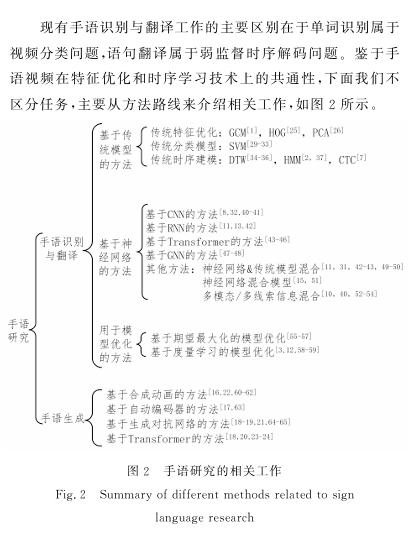 现有手语识别与翻译工作的主要区别在于单词识别属于
视频分类问题,语句翻译属于弱监督时序解码问题。鉴于手
语视频在特征优化和时序学习技术上的共通性,下面我们不
区分任务,主要从方法路线来介绍相关工作,如图2所示。
手语研究
手语识别与翻译
基于传统模型的方法
传统特征优化: GCM[1], HOG[25], PCA[26]
传统分类模型: SVM[29-33]
传统时序建模: DTW[34-36], HMM[2, 37], CTC[7]
基于神经网络的方法
基于CNN的方法[8,32,40-41]
基于RNN的方法[11,13,42]
基于Transformer的方法[43-46]
基于GNN的方法[47-48]
其他方法: 神经网络&传统模型混合[11, 31, 42-43, 49-50]
神经网络混合模型[15, 51]
多模态/多线索信息混合[10, 40, 52-54]
用于模型优化的方法
基于期望最大化的模型优化[55-57]
基于度量学习的模型优化[3,12,58-59]
手语生成
基于合成动画的方法[16,22,60-62]
基于自动编码器的方法[17,63]
基于生成对抗网络的方法[18-19,21,64-65]
基于Transformer的方法[18,20,23-24]
图2 手语研究的相关工作
Fig. 2 Summary of different methods related to sign
language research